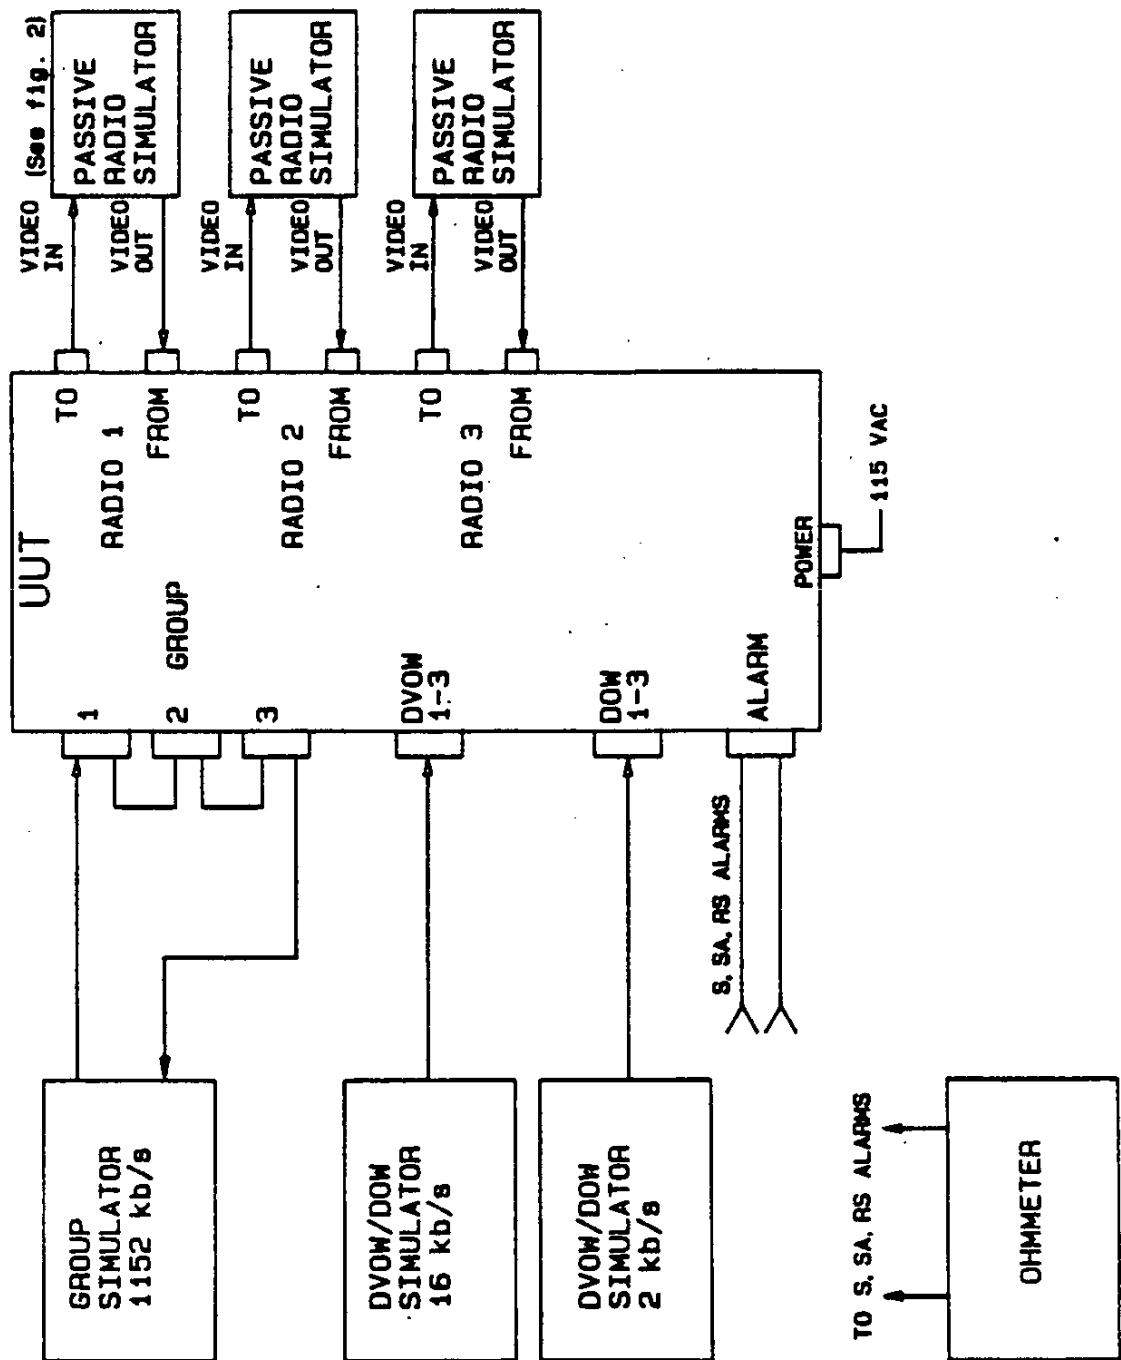 (See fig. 2)
PASSIVE
RADIO
SIMULATOR
PASSIVE
RADIO
SIMULATOR
PASSIVE
RADIO
SIMULATOR
VIDEO
IN
VIDEO
OUT
VIDEO
IN
VIDEO
OUT
VIDEO
IN
VIDEO
OUT
UUT
TO
RADIO 1
FROM
TO
RADIO 2
FROM
TO
RADIO 3
FROM
GROUP
1
2
3
DVOW
1-3
DOW
1-3
ALARM
POWER
115 VAC
S, SA, RS ALARMS
GROUP
SIMULATOR
1152 kb/s
DVOW/DOW
SIMULATOR
16 kb/s
DVOW/DOW
SIMULATOR
2 kb/s
TO S, SA, RS ALARMS
OHMMETER